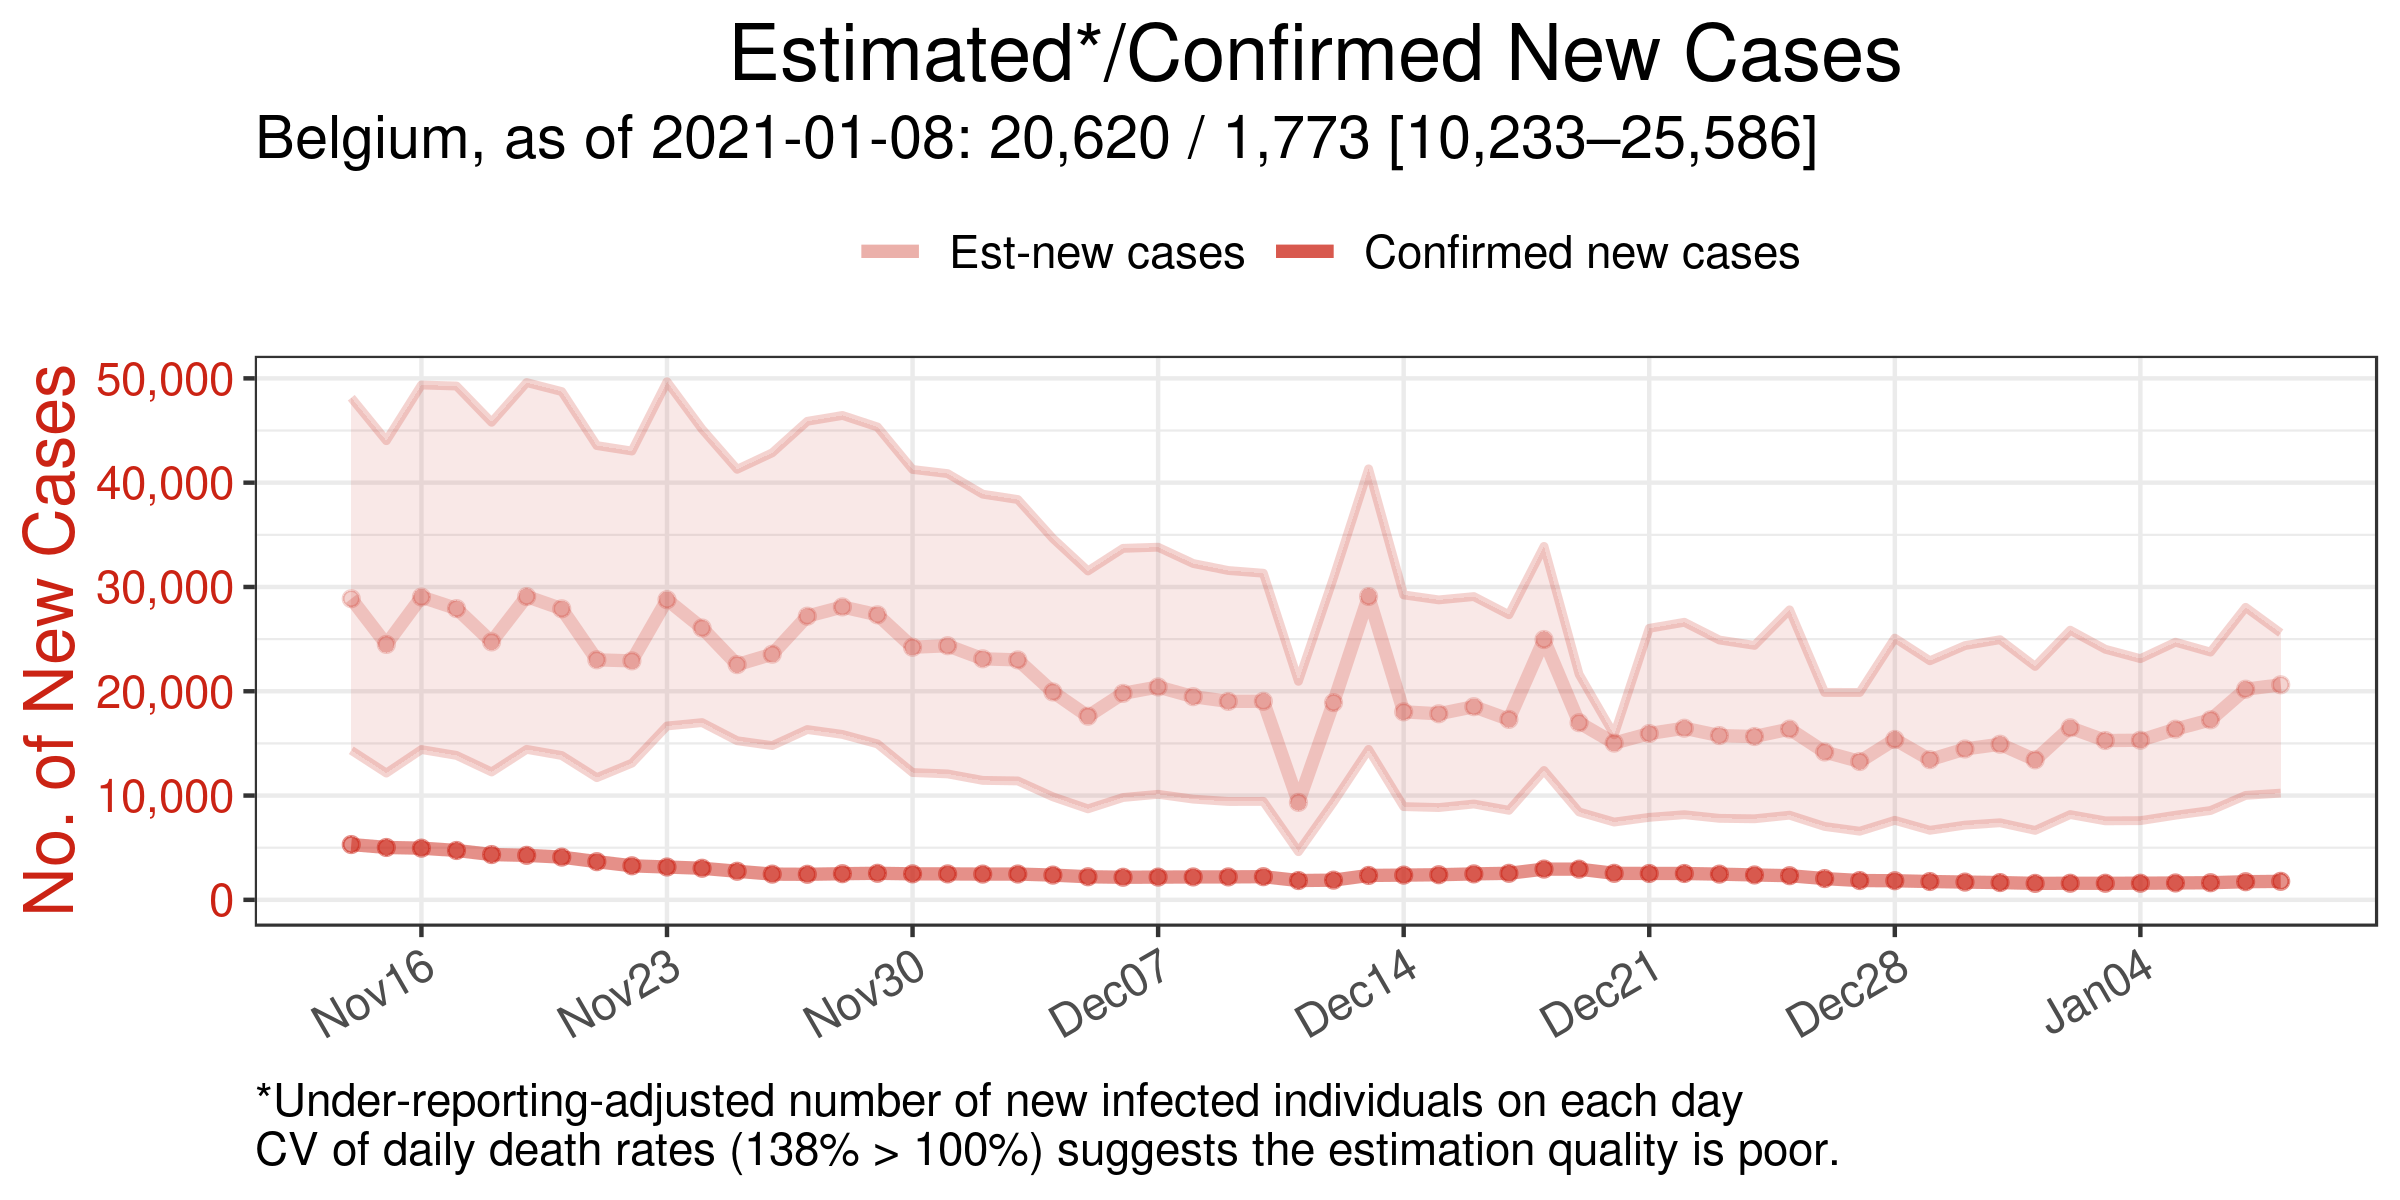 Estimated*/Confirmed New Cases
Belgium, as of 2021-01-08: 20,620 / 1,773 [10,233–25,586]
Est-new cases Confirmed new cases
No. of New Cases
50,000
40,000
30,000
20,000
10,000
0
Nov16 Nov23 Nov30 Dec07 Dec14 Dec21 Dec28 Jan04
*Under-reporting-adjusted number of new infected individuals on each day
CV of daily death rates (138% > 100%) suggests the estimation quality is poor.